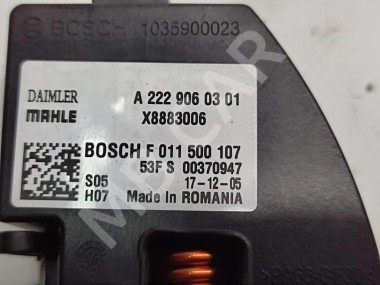 BOSCH 1035900023
DAIMLER A 222 906 03 01
MAHLE X8883006
BOSCH F 011 500 107
53F S 00370947
S05 17-12-05
H07 Made in ROMANIA